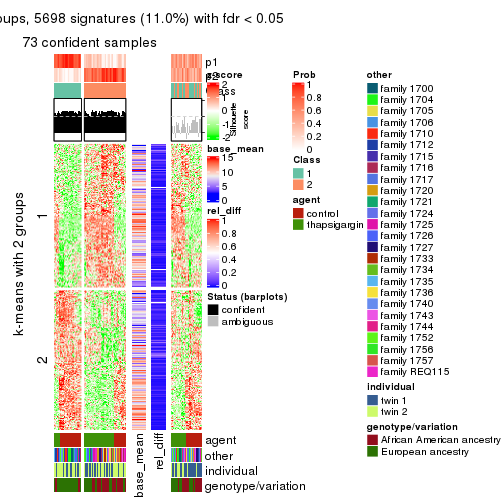 oups, 5698 signatures (11.0%) with fdr < 0.05
73 confident samples
p1
p2
Class
z-score
2
1
0
-1
-2
Silhouette
score
1
2
k-means with 2 groups
base_mean
15
10
5
0
rel_diff
1
0.8
0.6
0.4
0.2
0
Status (barplots)
confident
ambiguous
agent
other
individual
genotype/variation
base_mean
rel_diff
Prob
1
0.8
0.6
0.4
0.2
0
Class
1
2
agent
control
thapsigargin
other
family 1700
family 1704
family 1705
family 1706
family 1710
family 1712
family 1715
family 1716
family 1717
family 1720
family 1721
family 1724
family 1725
family 1726
family 1727
family 1733
family 1734
family 1735
family 1736
family 1740
family 1743
family 1744
family 1752
family 1756
family 1757
family REQ115
individual
twin 1
twin 2
genotype/variation
African American ancestry
European ancestry